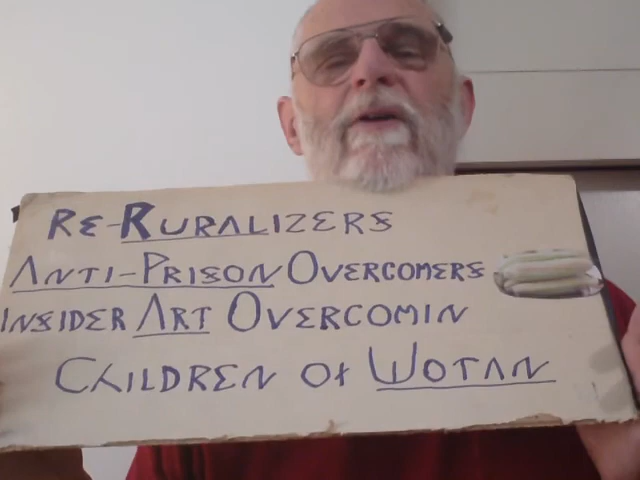 RE-RURALIZERS
ANTI-PRISON OVERCOMERS
INSIDER ART OVERCOMIN
CHILDREN OF WOTAN